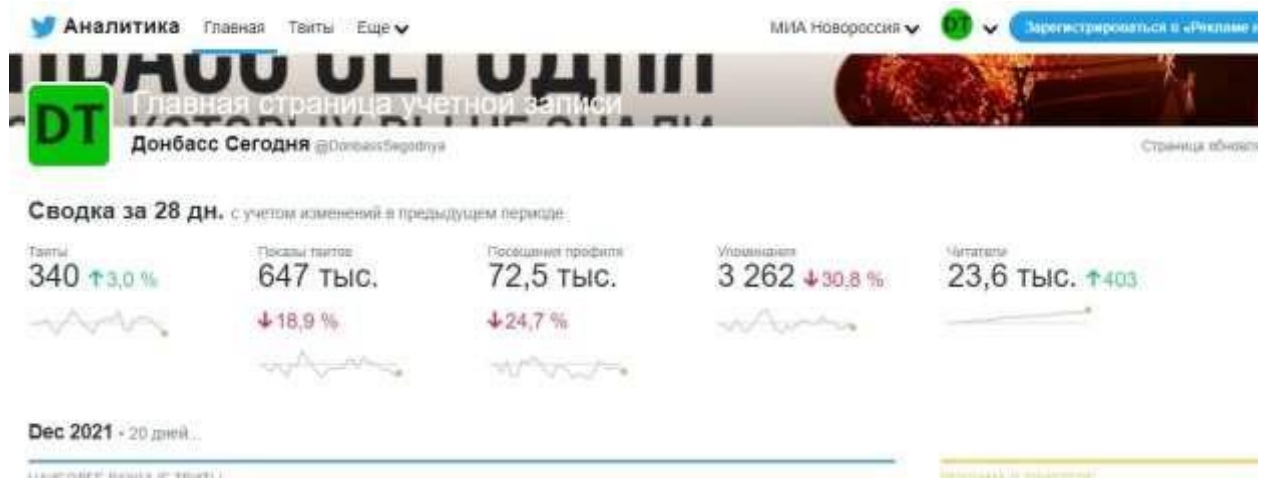 Аналитика Главная Твиты Еще МИА Новороссия DT Зарегистрироваться в «Рекламе
Главная страница учетной записи
DT
Донбасс Сегодня @DonbassSegodnya
Страница
Сводка за 28 дн. с учетом изменений в предыдущем периоде
Твиты Показы твитов Посещения профиля Упоминания Читатели
340 ↑3,0 % 647 тыс. 72,5 тыс. 3 262 ↓30,8 % 23,6 тыс. ↑403
↓18,9 % ↓24,7 %
Dec 2021 • 20 дней...